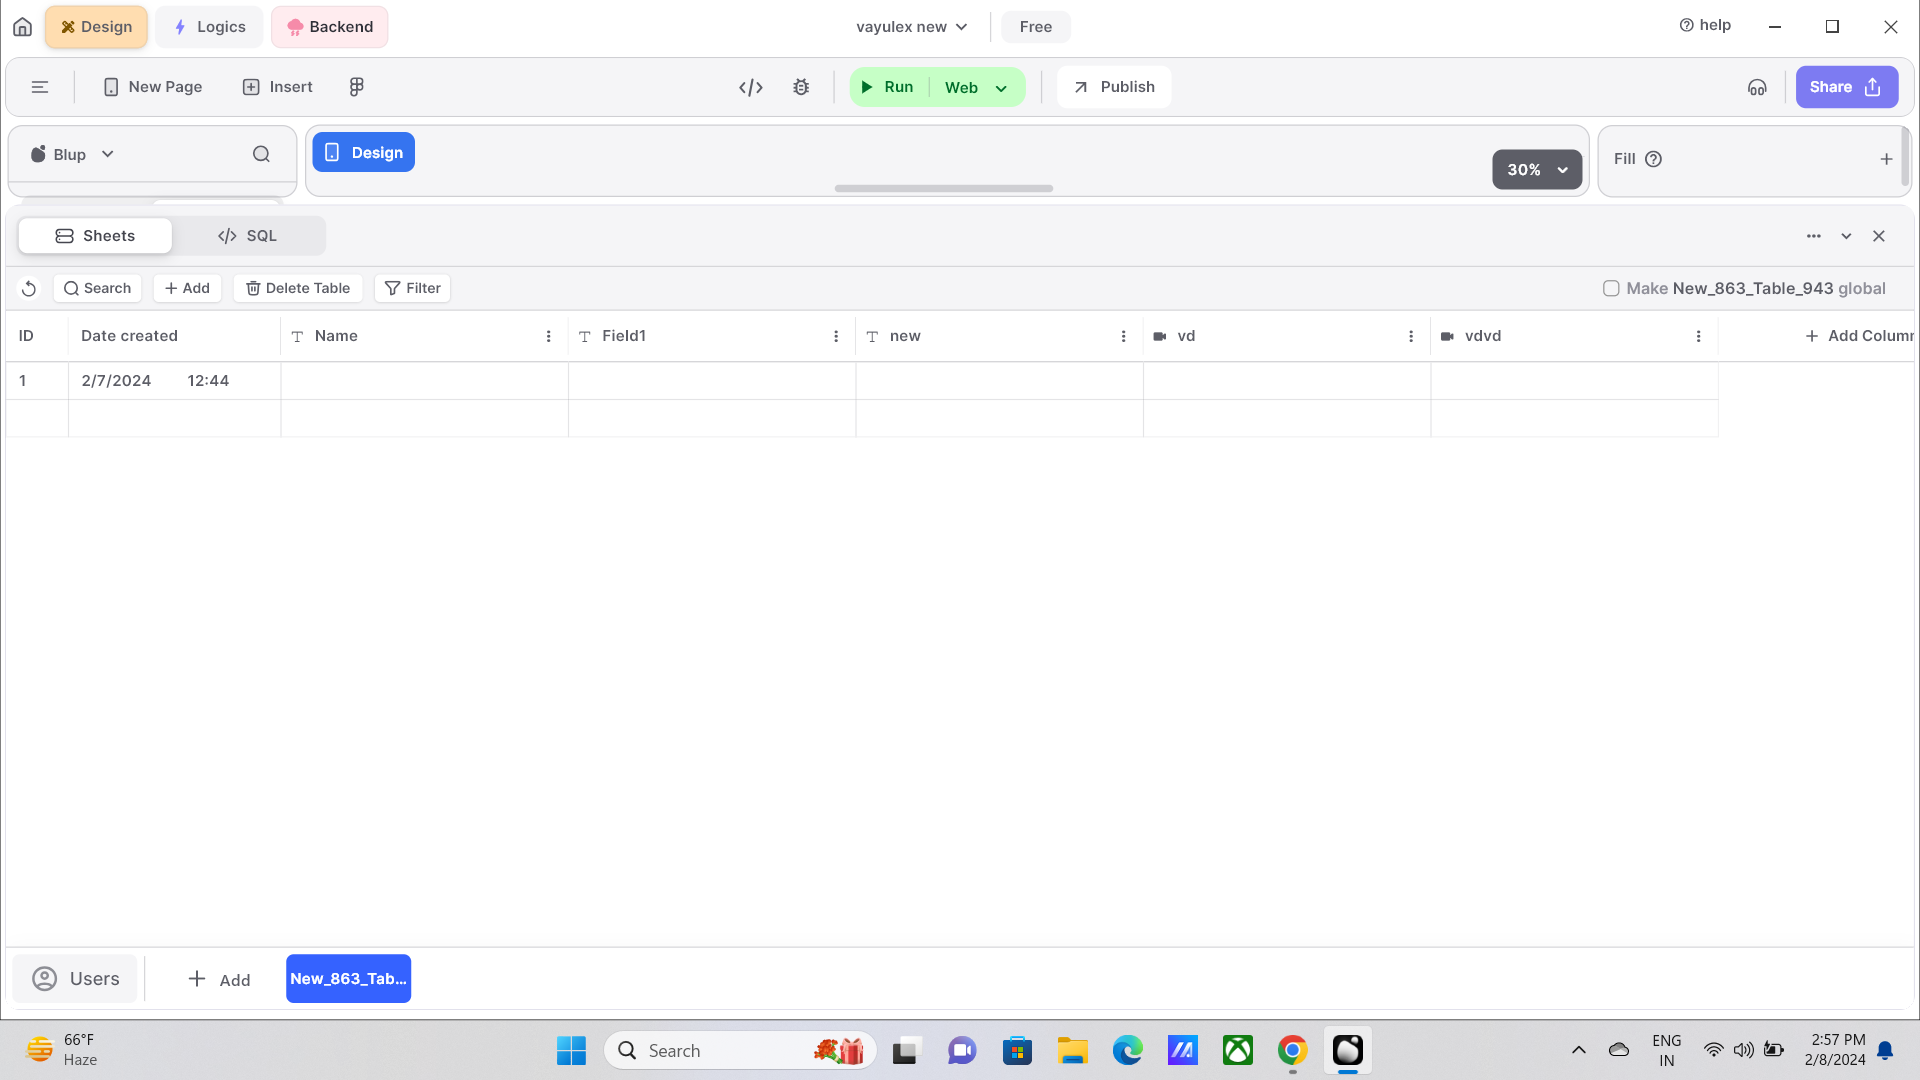 Design Logics Backend vayulex new Free help
New Page Insert Run Web Publish Share
Blup Design 30% Fill
Sheets SQL
Search Add Delete Table Filter Make New_863_Table_943 global
ID Date created Name Field1 new vd vdvd Add Column
1 2/7/2024 12:44
Users Add New_863_Tab...
66°F
Haze
Search
ENG
IN
2:57 PM
2/8/2024